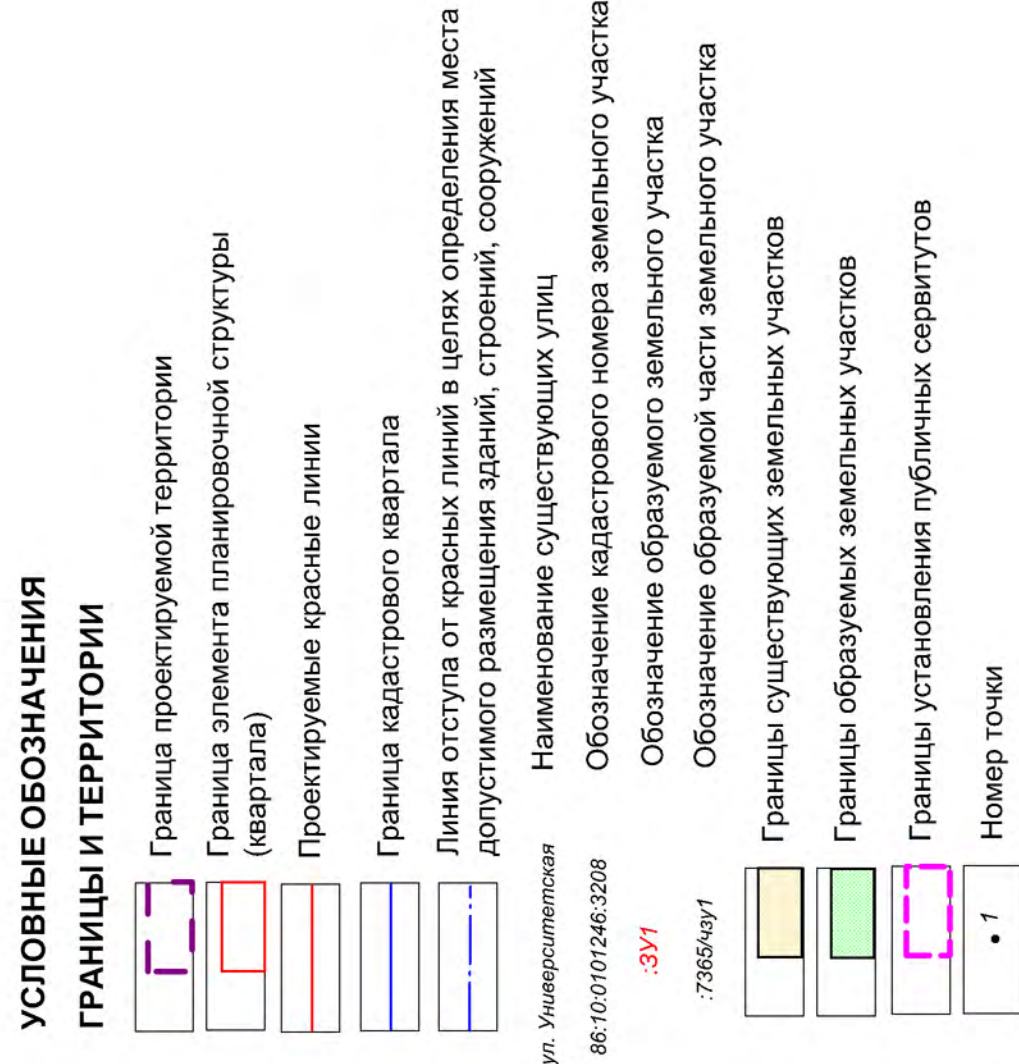 УСЛОВНЫЕ ОБОЗНАЧЕНИЯ
ГРАНИЦЫ И ТЕРРИТОРИИ
Граница проектируемой территории
Граница элемента планировочной структуры
(квартала)
Проектируемые красные линии
Граница кадастрового квартала
Линия отступа от красных линий в целях определения места
допустимого размещения зданий, строений, сооружений
ул. Университетская Наименование существующих улиц
86:10:0101246:3208 Обозначение кадастрового номера земельного участка
:ЗУ1 Обозначение образуемого земельного участка
:7365/чзу1 Обозначение образуемой части земельного участка
Границы существующих земельных участков
Границы образуемых земельных участков
Границы установления публичных сервитутов
1 Номер точки